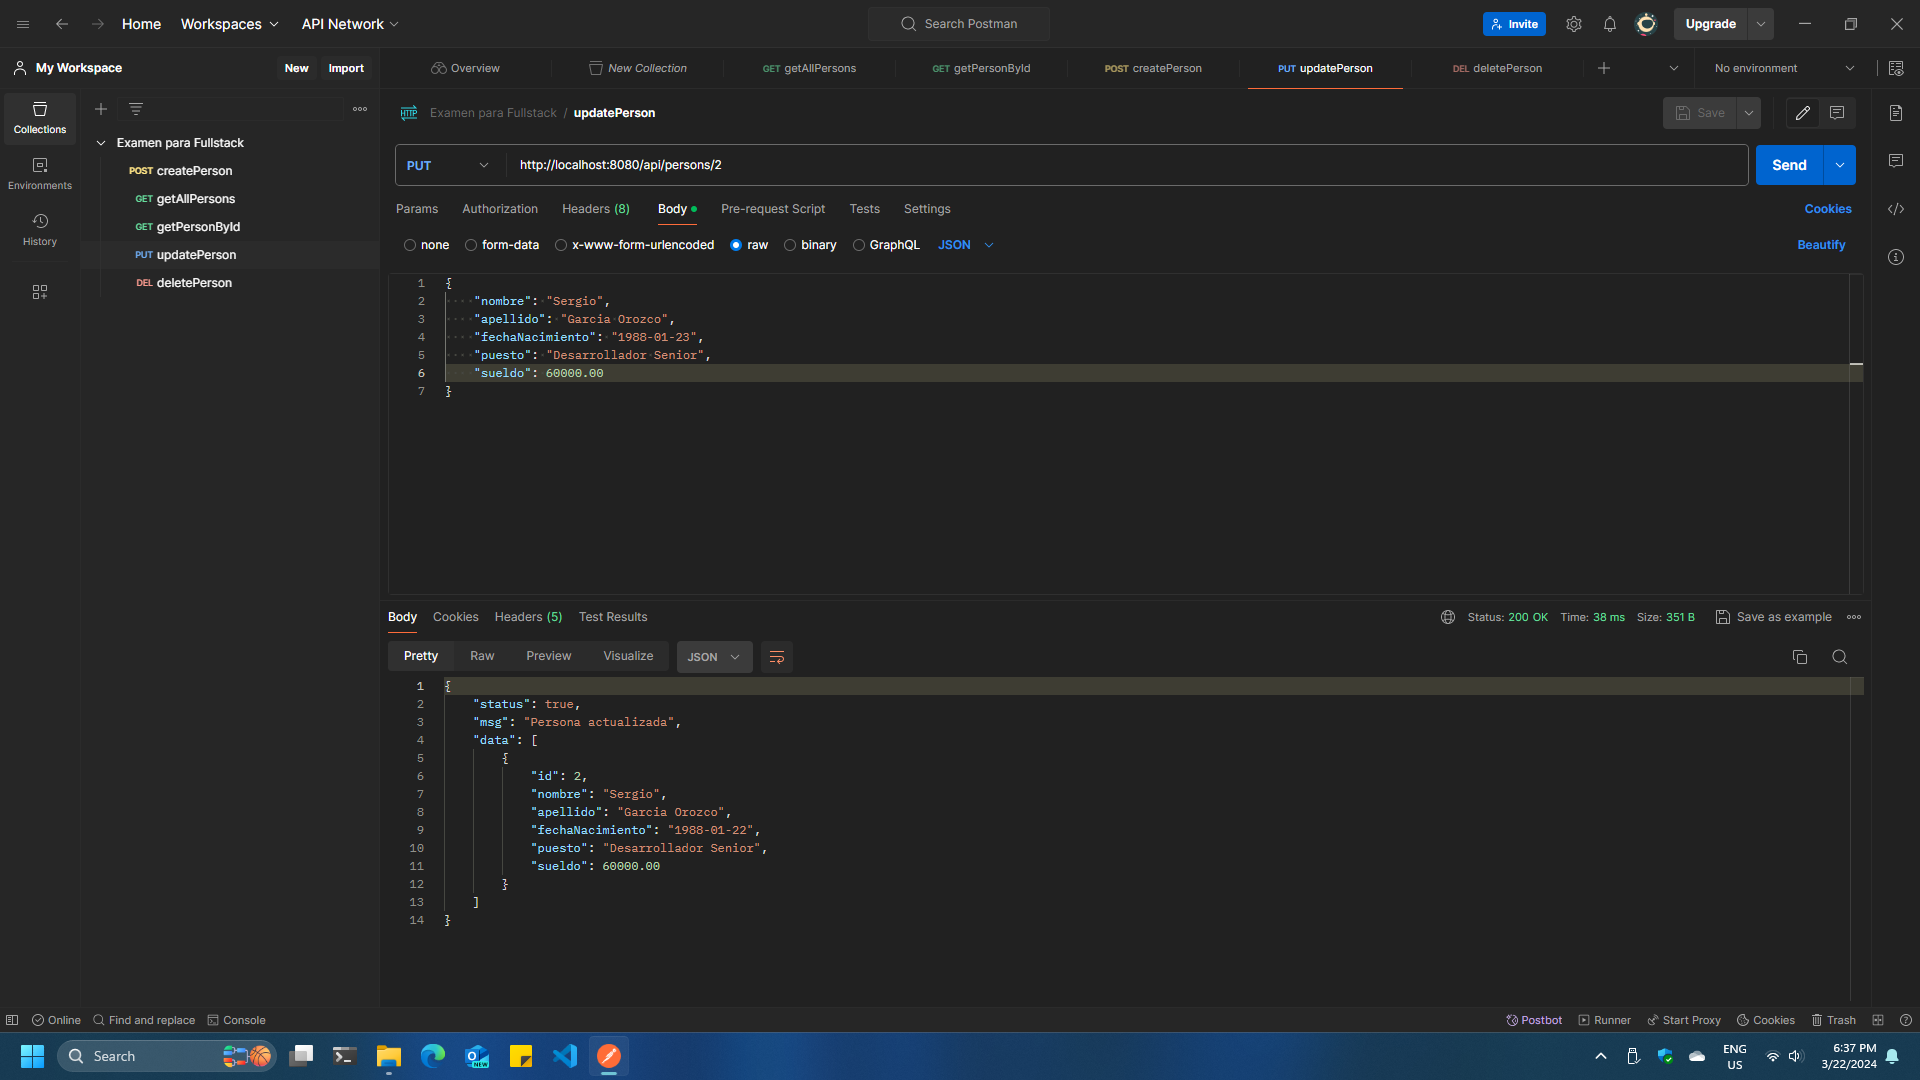 Home Workspaces API Network Search Postman Invite Upgrade
My Workspace New Import Overview New Collection GET getAllPersons GET getPersonById POST createPerson PUT updatePerson DEL deletePerson No environment
Collections
Environments
History
Examen para Fullstack
POST createPerson
GET getAllPersons
GET getPersonById
PUT updatePerson
DEL deletePerson
HTTP Examen para Fullstack / updatePerson Save
PUT http://localhost:8080/api/persons/2 Send
Params Authorization Headers (8) Body Pre-request Script Tests Settings Cookies
none form-data x-www-form-urlencoded raw binary GraphQL JSON Beautify
1 {
2 "nombre": "Sergio",
3 "apellido": "Garcia Orozco",
4 "fechaNacimiento": "1988-01-23",
5 "puesto": "Desarrollador Senior",
6 "sueldo": 60000.00
7 }
Body Cookies Headers (5) Test Results Status: 200 OK Time: 38 ms Size: 351 B Save as example
Pretty Raw Preview Visualize JSON
1 {
2 "status": true,
3 "msg": "Persona actualizada",
4 "data": [
5 {
6 "id": 2,
7 "nombre": "Sergio",
8 "apellido": "Garcia Orozco",
9 "fechaNacimiento": "1988-01-22",
10 "puesto": "Desarrollador Senior",
11 "sueldo": 60000.00
12 }
13 ]
14 }
Online Find and replace Console Postbot Runner Start Proxy Cookies Trash
Search NEW ENG US 6:37 PM
3/22/2024